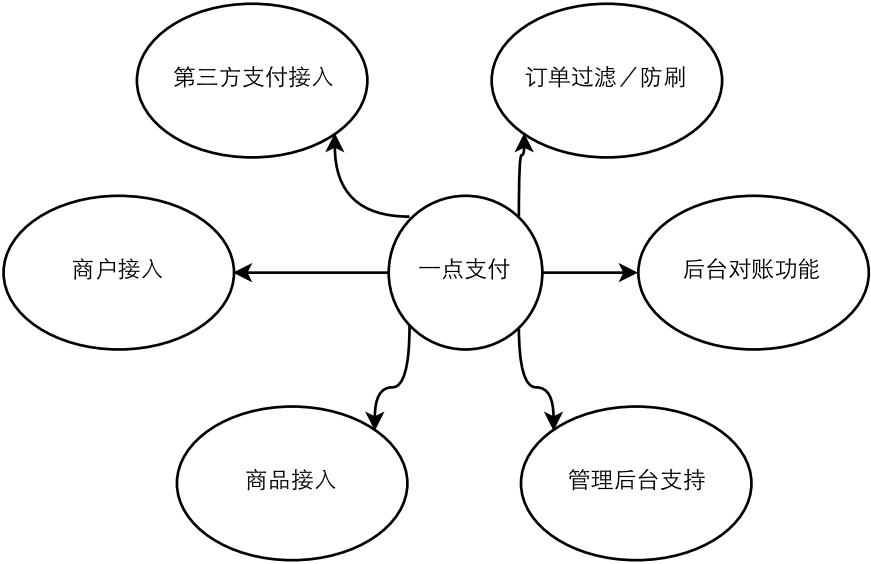 第三方支付接入
订单过滤／防刷
商户接入
一点支付
后台对账功能
商品接入
管理后台支持